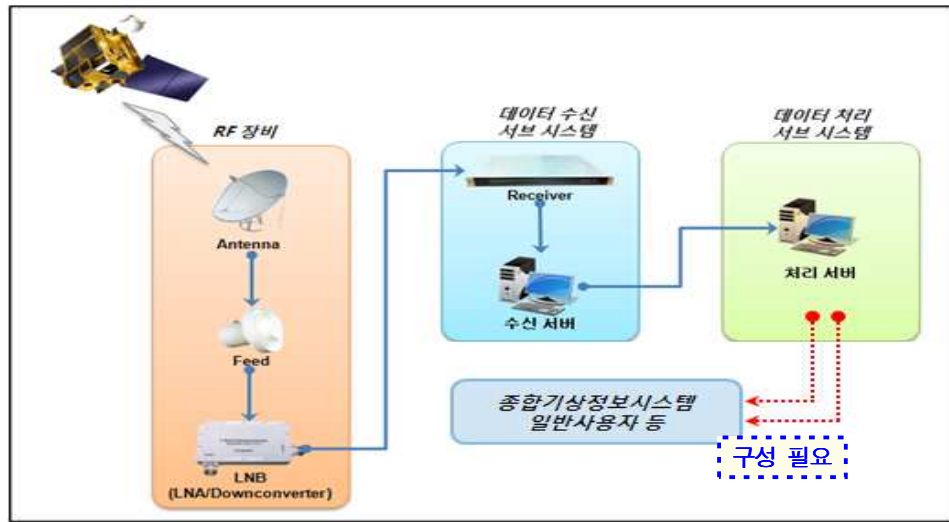 RF 장비
Antenna
Feed
LNB
(LNA/Downconverter)
데이터 수신
서브 시스템
Receiver
수신 서버
데이터 처리
서브 시스템
처리 서버
종합기상정보시스템
일반사용자 등
구성 필요